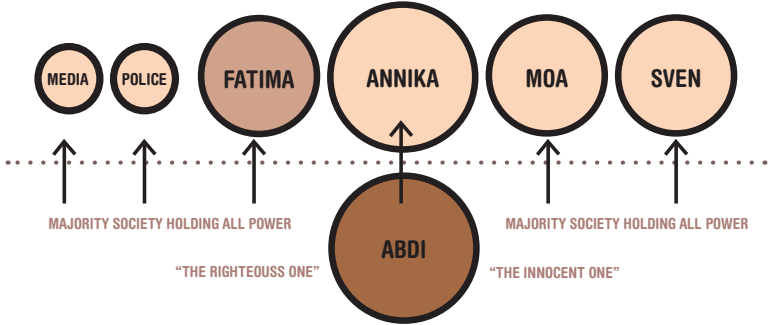 MEDIA
POLICE
FATIMA
ANNIKA
MOA
SVEN
MAJORITY SOCIETY HOLDING ALL POWER
MAJORITY SOCIETY HOLDING ALL POWER
ABDI
“THE RIGHTEOUSS ONE”
“THE INNOCENT ONE”